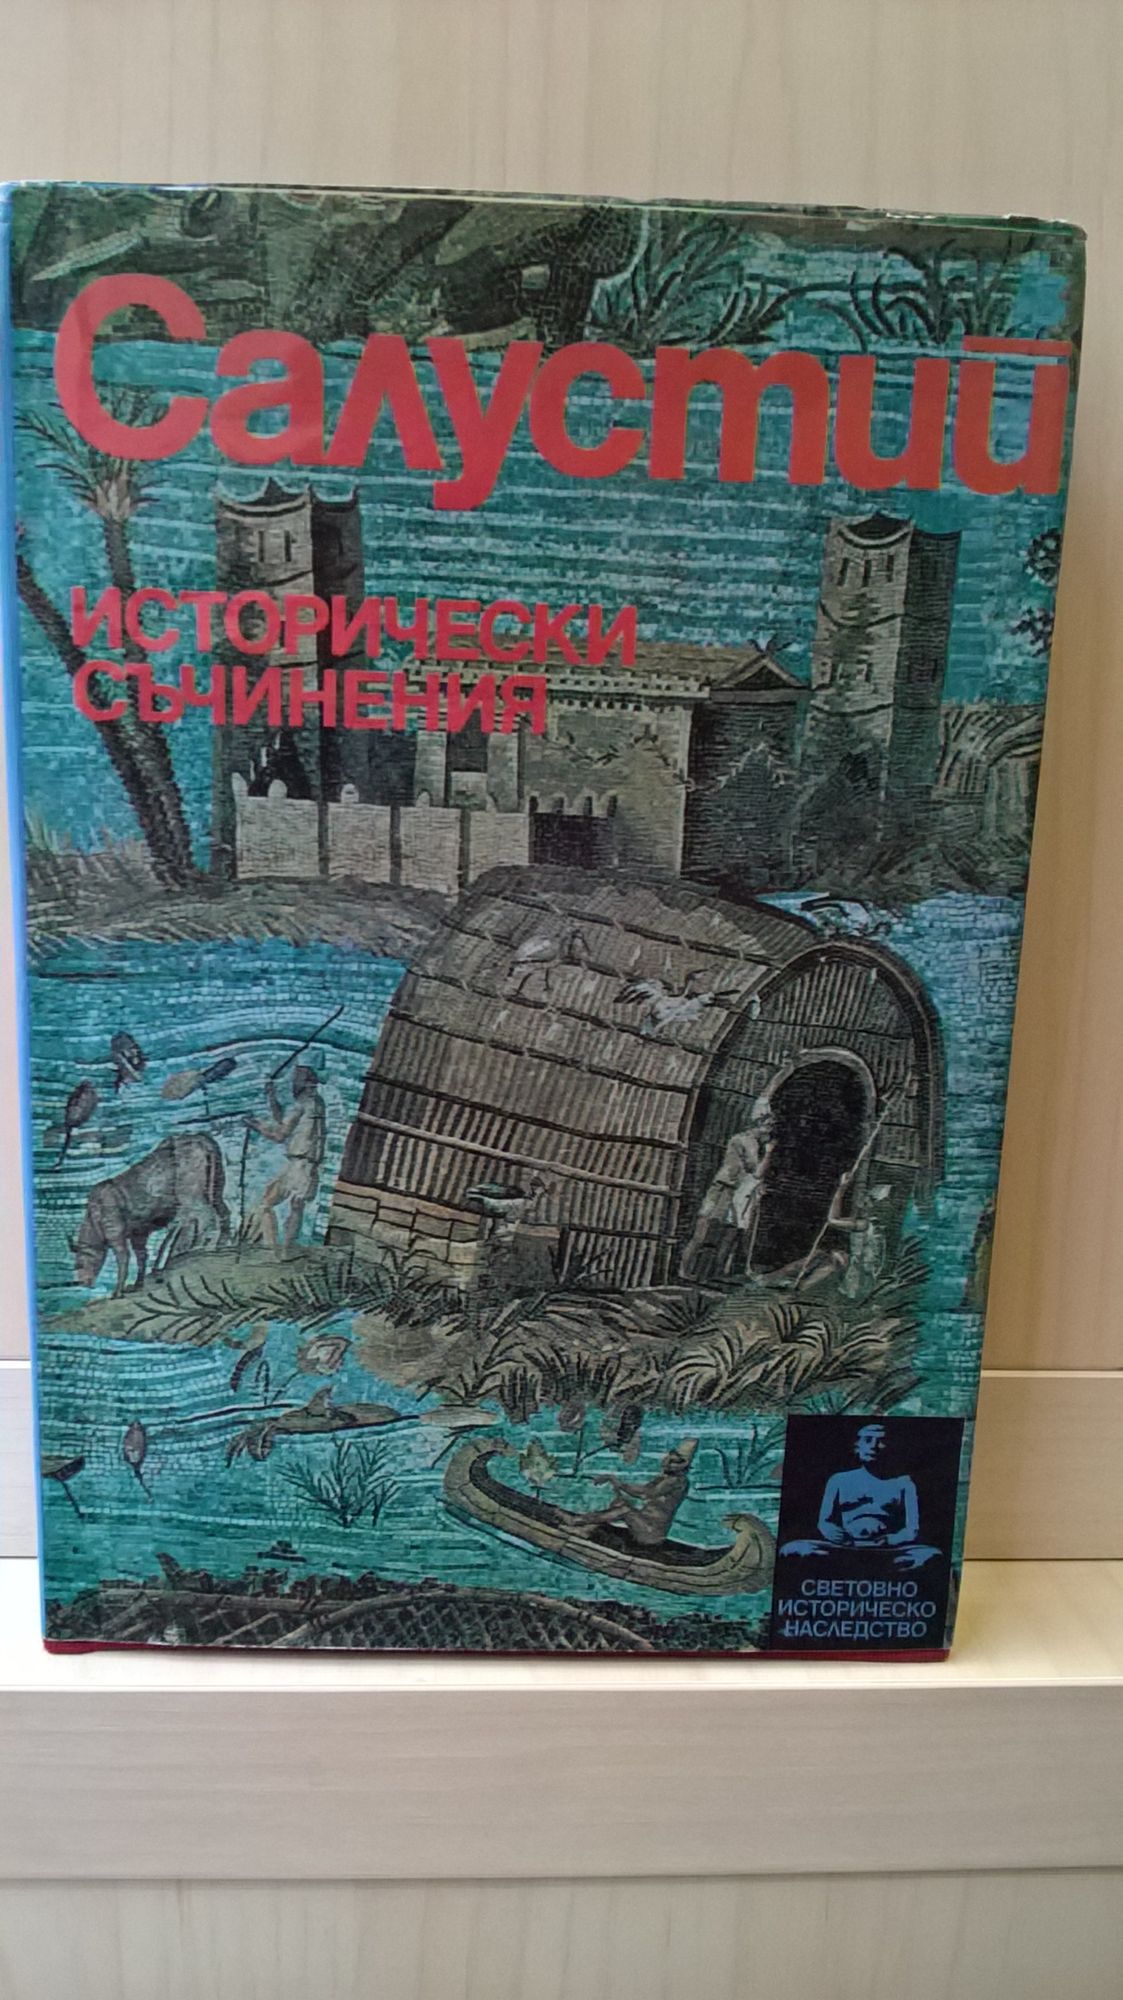 Салустий
ИСТОРИЧЕСКИ
СЪЧИНЕНИЯ
СВЕТОВНО
ИСТОРИЧЕСКО
НАСЛЕДСТВО